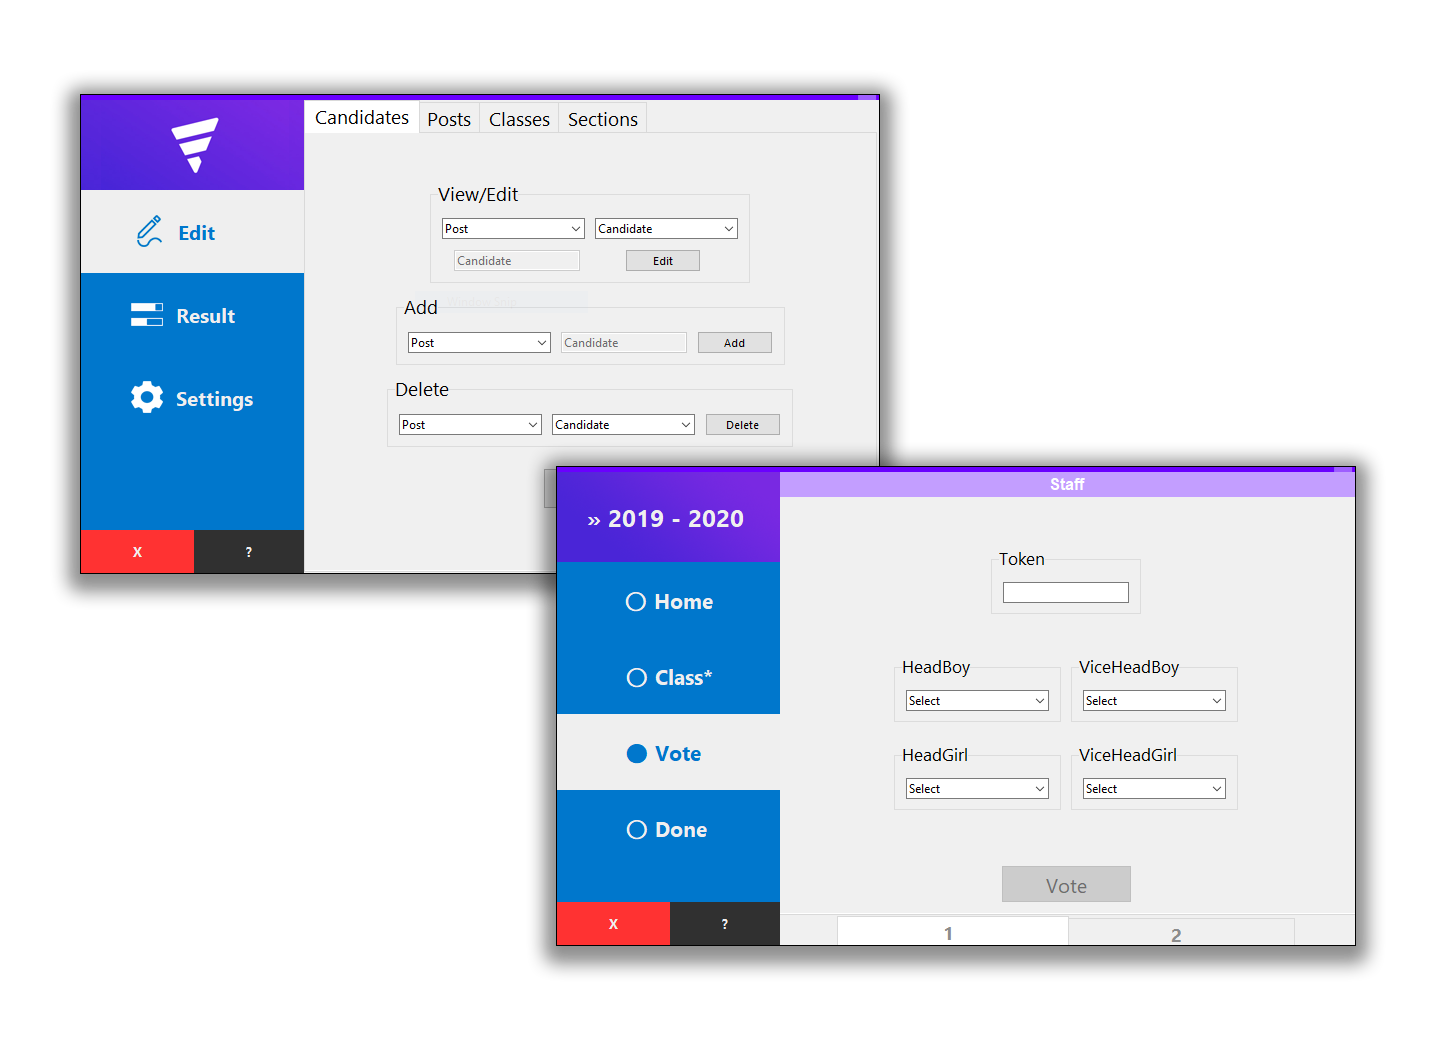 Candidates Posts Classes Sections
View/Edit
Post Candidate
Candidate Edit
Edit
Add
Post Candidate Add
Result
Delete
Post Candidate Delete
Settings
X ?
Staff
» 2019 - 2020
Token
Home
Class*
HeadBoy ViceHeadBoy
Select Select
Vote
HeadGirl ViceHeadGirl
Select Select
Done
Vote
X ?
1 2